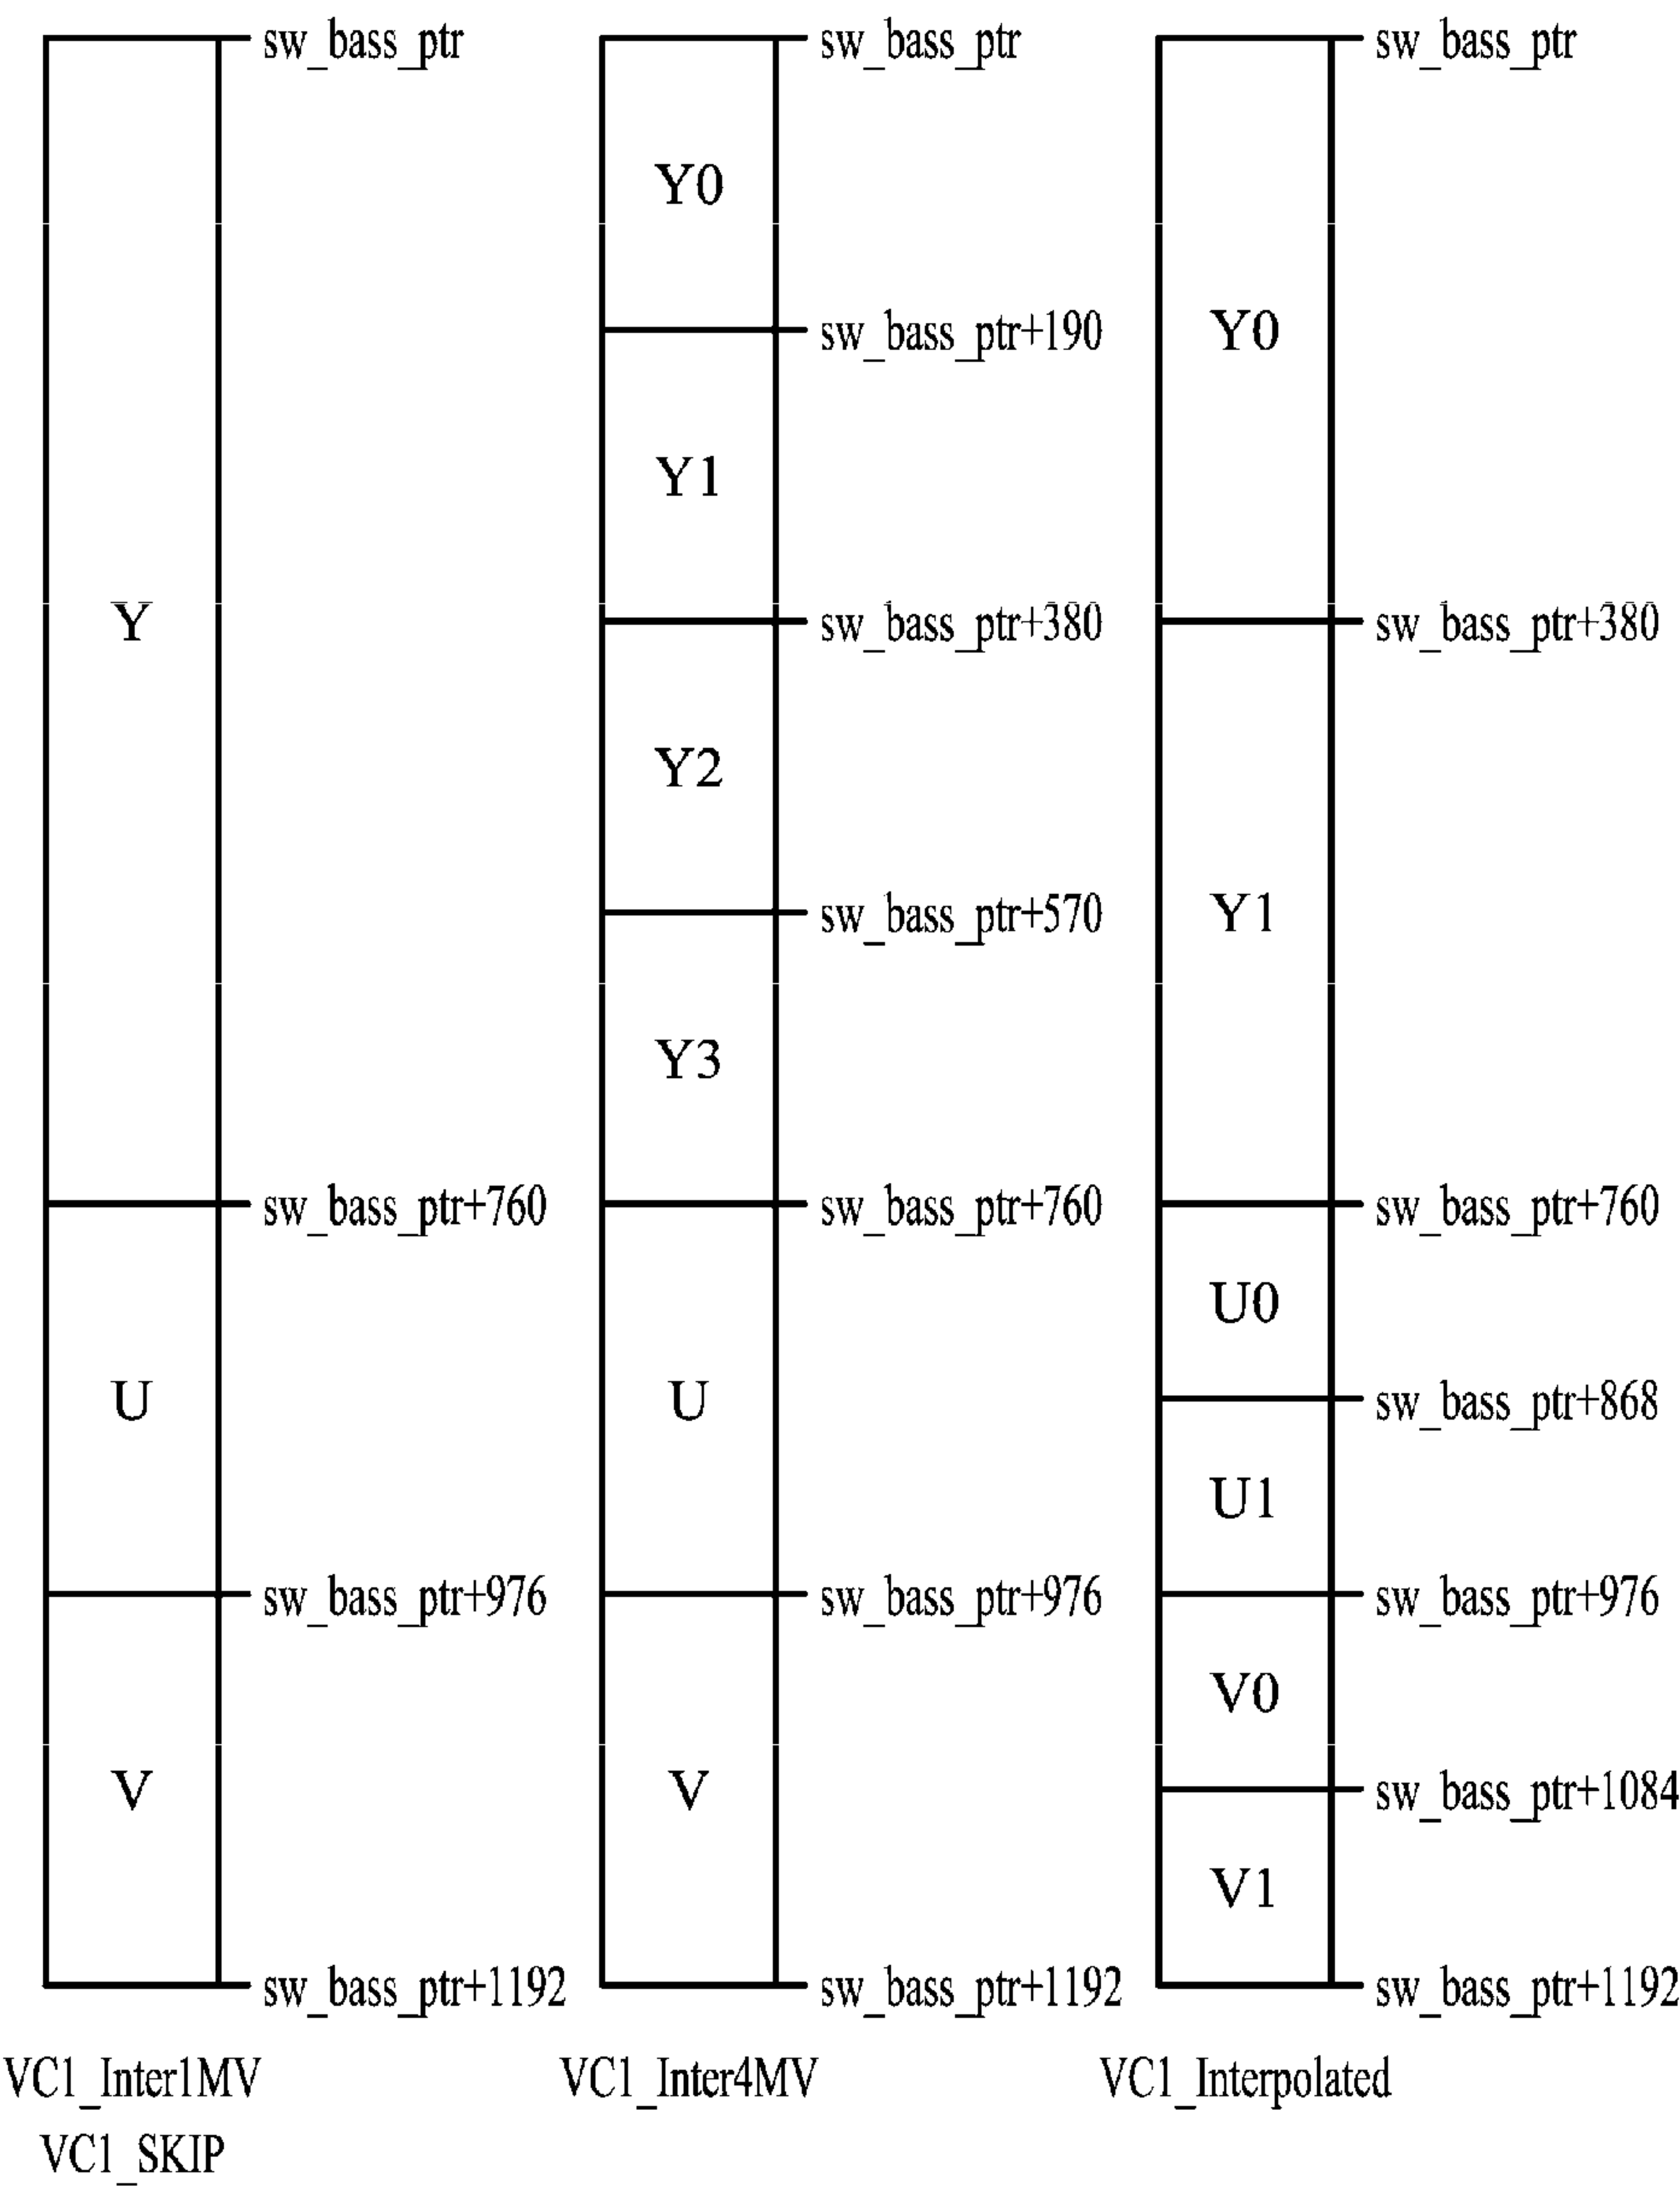 sw_bass_ptr
Y
sw_bass_ptr+760
U
sw_bass_ptr+976
V
sw_bass_ptr+1192
VC1_Inter1MV
VC1_SKIP
sw_bass_ptr
Y0
sw_bass_ptr+190
Y1
sw_bass_ptr+380
Y2
sw_bass_ptr+570
Y3
sw_bass_ptr+760
U
sw_bass_ptr+976
V
sw_bass_ptr+1192
VC1_Inter4MV
sw_bass_ptr
Y0
sw_bass_ptr+380
Y1
sw_bass_ptr+760
U0
sw_bass_ptr+868
U1
sw_bass_ptr+976
V0
sw_bass_ptr+1084
V1
sw_bass_ptr+1192
VC1_Interpolated